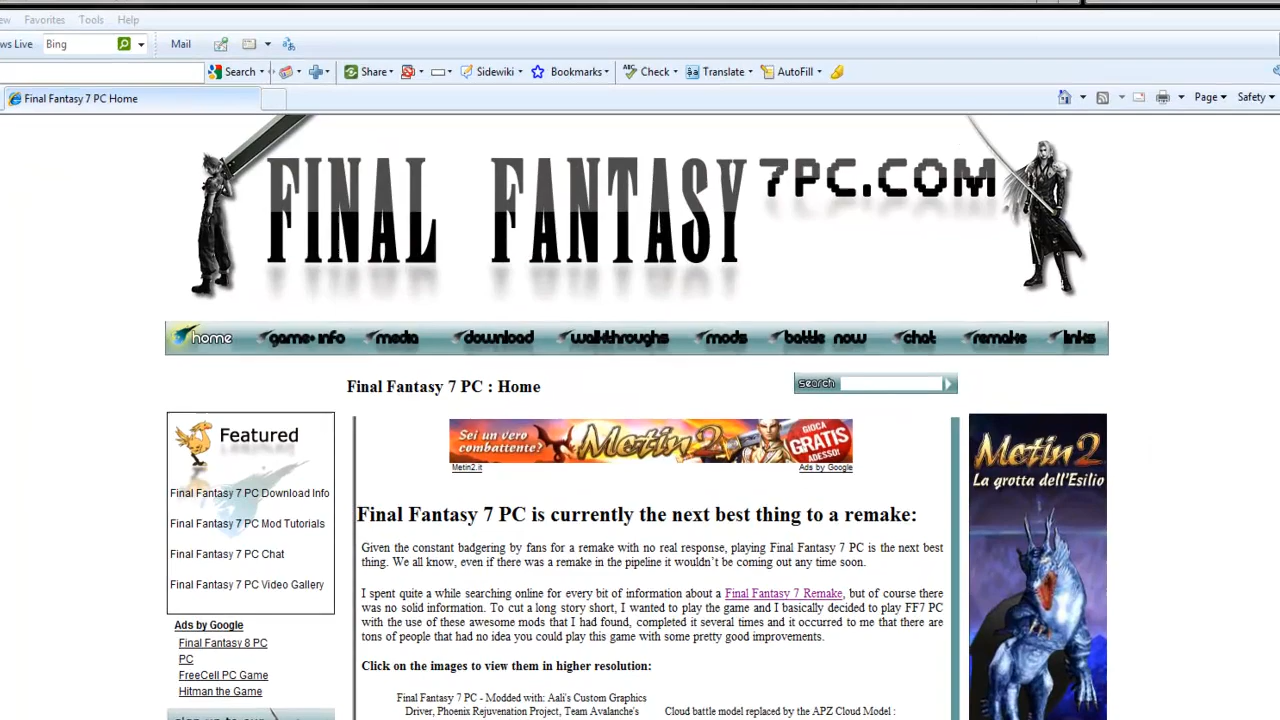 Favorites Tools Help
Bing Mail
Search Share Sidewiki Bookmarks Check Translate AutoFill
Final Fantasy 7 PC Home Page Safety
FINAL FANTASY 7PC.COM
home game info media download walkthroughs mods battle now chat remake links
Final Fantasy 7 PC : Home
search
Featured
Final Fantasy 7 PC Download Info
Final Fantasy 7 PC Mod Tutorials
Final Fantasy 7 PC Chat
Final Fantasy 7 PC Video Gallery
Ads by Google
Final Fantasy 8 PC
PC
FreeCell PC Game
Hitman the Game
Sei un vero combattente? Metin2 GIOCA GRATIS ADESSO!
Metin2.it Ads by Google
Final Fantasy 7 PC is currently the next best thing to a remake:
Given the constant badgering by fans for a remake with no real response, playing Final Fantasy 7 PC is the next best
thing. We all know, even if there was a remake in the pipeline it wouldn't be coming out any time soon.
I spent quite a while searching online for every bit of information about a Final Fantasy 7 Remake, but of course there
was no solid information. To cut a long story short, I wanted to play the game and I basically decided to play FF7 PC
with the use of these awesome mods that I had found, completed it several times and it occurred to me that there are
tons of people that had no idea you could play this game with some pretty good improvements.
Click on the images to view them in higher resolution:
Final Fantasy 7 PC - Modded with: Aali's Custom Graphics
Driver, Phoenix Rejuvenation Project, Team Avalanche's
Cloud battle model replaced by the APZ Cloud Model :
Metin2
La grotta dell'Esilio